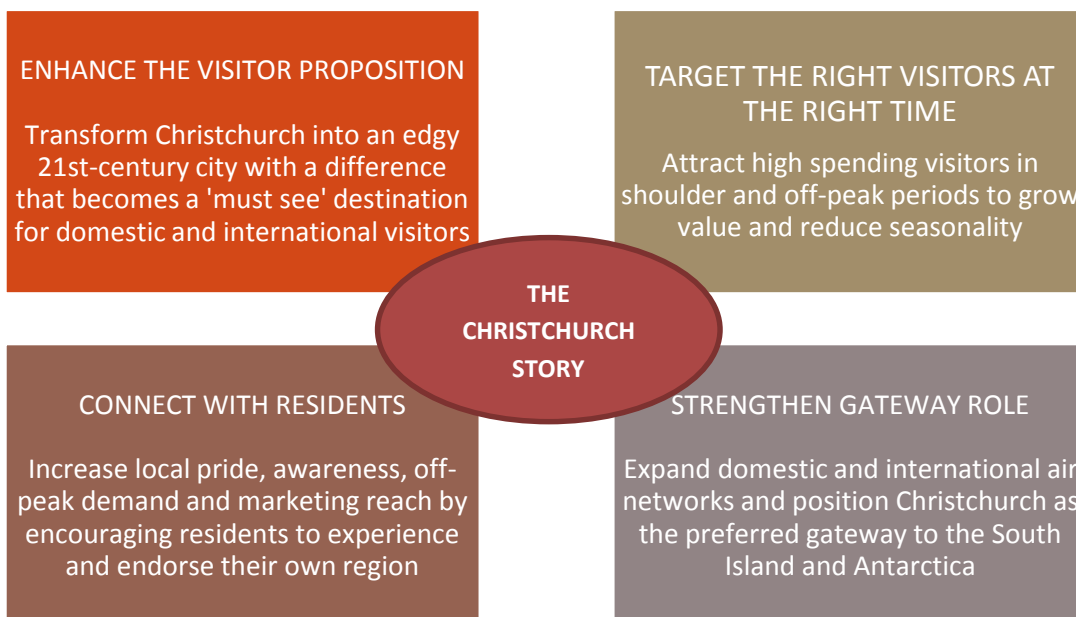 ENHANCE THE VISITOR PROPOSITION
Transform Christchurch into an edgy
21st-century city with a difference
that becomes a 'must see' destination
for domestic and international visitors
TARGET THE RIGHT VISITORS AT
THE RIGHT TIME
Attract high spending visitors in
shoulder and off-peak periods to grow
value and reduce seasonality
THE
CHRISTCHURCH
STORY
CONNECT WITH RESIDENTS
Increase local pride, awareness, off-
peak demand and marketing reach by
encouraging residents to experience
and endorse their own region
STRENGTHEN GATEWAY ROLE
Expand domestic and international air
networks and position Christchurch as
the preferred gateway to the South
Island and Antarctica